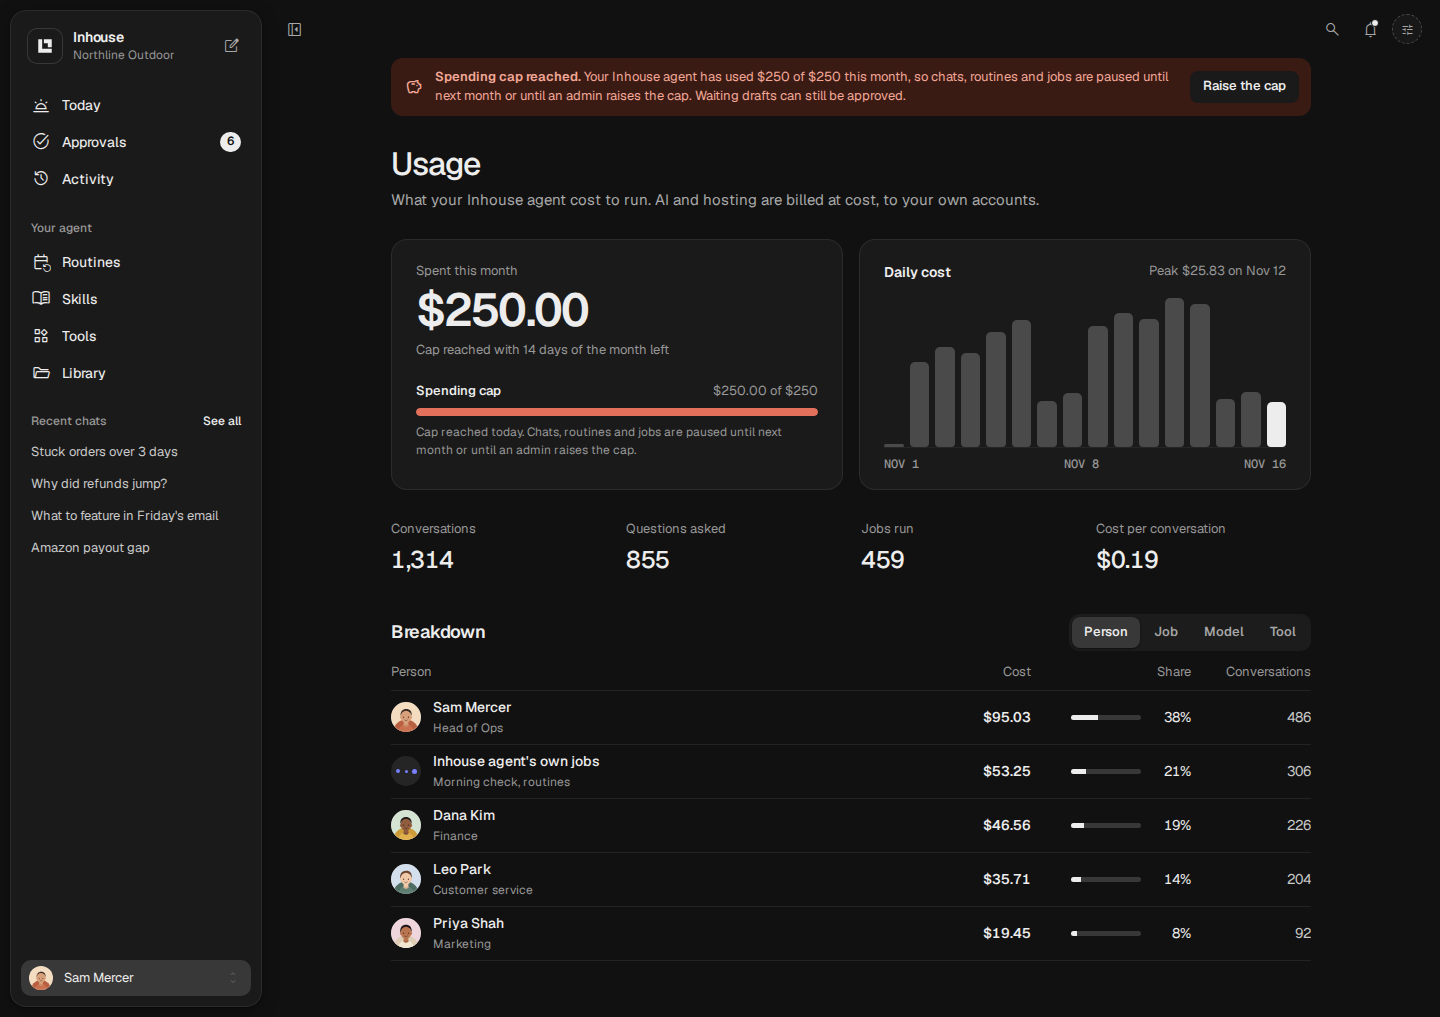 Inhouse
Northline Outdoor
Today
Approvals 6
Activity
Your agent
Routines
Skills
Tools
Library
Recent chats See all
Stuck orders over 3 days
Why did refunds jump?
What to feature in Friday's email
Amazon payout gap
Sam Mercer
Spending cap reached. Your Inhouse agent has used $250 of $250 this month, so chats, routines and jobs are paused until
next month or until an admin raises the cap. Waiting drafts can still be approved.
Raise the cap
Usage
What your Inhouse agent cost to run. AI and hosting are billed at cost, to your own accounts.
Spent this month
$250.00
Cap reached with 14 days of the month left
Spending cap $250.00 of $250
Cap reached today. Chats, routines and jobs are paused until next
month or until an admin raises the cap.
Daily cost Peak $25.83 on Nov 12
NOV 1 NOV 8 NOV 16
Conversations Questions asked Jobs run Cost per conversation
1,314 855 459 $0.19
Breakdown Person Job Model Tool
Person Cost Share Conversations
Sam Mercer
Head of Ops
$95.03 38% 486
Inhouse agent's own jobs
Morning check, routines
$53.25 21% 306
Dana Kim
Finance
$46.56 19% 226
Leo Park
Customer service
$35.71 14% 204
Priya Shah
Marketing
$19.45 8% 92